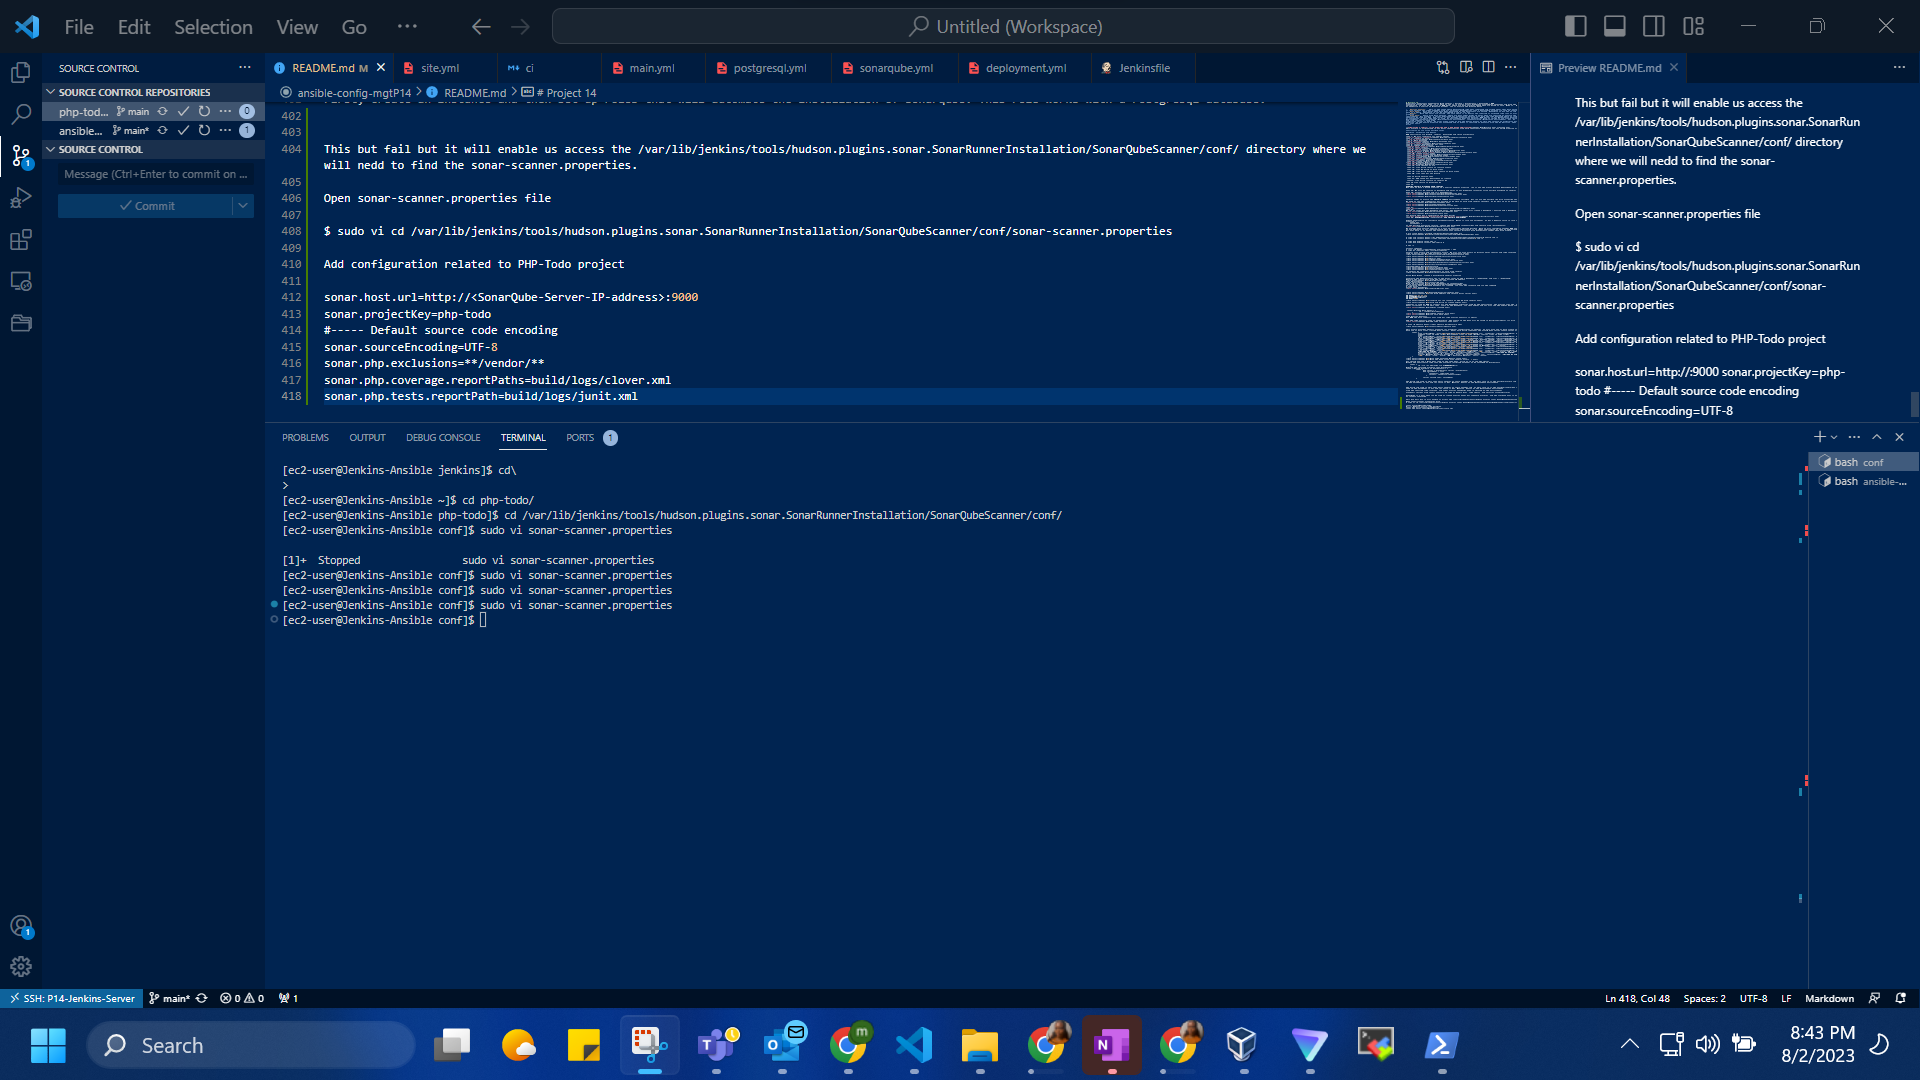 File Edit Selection View Go ··· Untitled (Workspace)
SOURCE CONTROL ···
SOURCE CONTROL REPOSITORIES
php-tod... main ··· 0
ansible... main* ··· 1
SOURCE CONTROL
Message (Ctrl+Enter to commit on ...
Commit
README.md M site.yml ci main.yml postgresql.yml sonarqube.yml deployment.yml Jenkinsfile
ansible-config-mgtP14 > README.md > # Project 14
402
403
404 This but fail but it will enable us access the /var/lib/jenkins/tools/hudson.plugins.sonar.SonarRunnerInstallation/SonarQubeScanner/conf/ directory where we
will nedd to find the sonar-scanner.properties.
405
406 Open sonar-scanner.properties file
407
408 $ sudo vi cd /var/lib/jenkins/tools/hudson.plugins.sonar.SonarRunnerInstallation/SonarQubeScanner/conf/sonar-scanner.properties
409
410 Add configuration related to PHP-Todo project
411
412 sonar.host.url=http://<SonarQube-Server-IP-address>:9000
413 sonar.projectKey=php-todo
414 #----- Default source code encoding
415 sonar.sourceEncoding=UTF-8
416 sonar.php.exclusions=**/vendor/**
417 sonar.php.coverage.reportPaths=build/logs/clover.xml
418 sonar.php.tests.reportPath=build/logs/junit.xml
Preview README.md
This but fail but it will enable us access the
/var/lib/jenkins/tools/hudson.plugins.sonar.SonarRun
nerInstallation/SonarQubeScanner/conf/ directory
where we will nedd to find the sonar-
scanner.properties.
Open sonar-scanner.properties file
$ sudo vi cd
/var/lib/jenkins/tools/hudson.plugins.sonar.SonarRun
nerInstallation/SonarQubeScanner/conf/sonar-
scanner.properties
Add configuration related to PHP-Todo project
sonar.host.url=http://:9000 sonar.projectKey=php-
todo #----- Default source code encoding
sonar.sourceEncoding=UTF-8
PROBLEMS OUTPUT DEBUG CONSOLE TERMINAL PORTS 1
[ec2-user@Jenkins-Ansible jenkins]$ cd\
>
[ec2-user@Jenkins-Ansible ~]$ cd php-todo/
[ec2-user@Jenkins-Ansible php-todo]$ cd /var/lib/jenkins/tools/hudson.plugins.sonar.SonarRunnerInstallation/SonarQubeScanner/conf/
[ec2-user@Jenkins-Ansible conf]$ sudo vi sonar-scanner.properties
[1]+ Stopped sudo vi sonar-scanner.properties
[ec2-user@Jenkins-Ansible conf]$ sudo vi sonar-scanner.properties
[ec2-user@Jenkins-Ansible conf]$ sudo vi sonar-scanner.properties
[ec2-user@Jenkins-Ansible conf]$ sudo vi sonar-scanner.properties
[ec2-user@Jenkins-Ansible conf]$
bash conf
bash ansible-...
SSH: P14-Jenkins-Server main* 0 0 1
Ln 418, Col 48 Spaces: 2 UTF-8 LF Markdown
Search
8:43 PM
8/2/2023